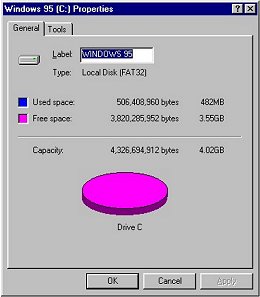 Windows 95 (C:) Properties
General Tools
Label: WINDOWS 95
Type: Local Disk (FAT32)
Used space: 506,408,960 bytes 482MB
Free space: 3,820,285,952 bytes 3.55GB
Capacity: 4,326,694,912 bytes 4.02GB
Drive C
OK Cancel Apply